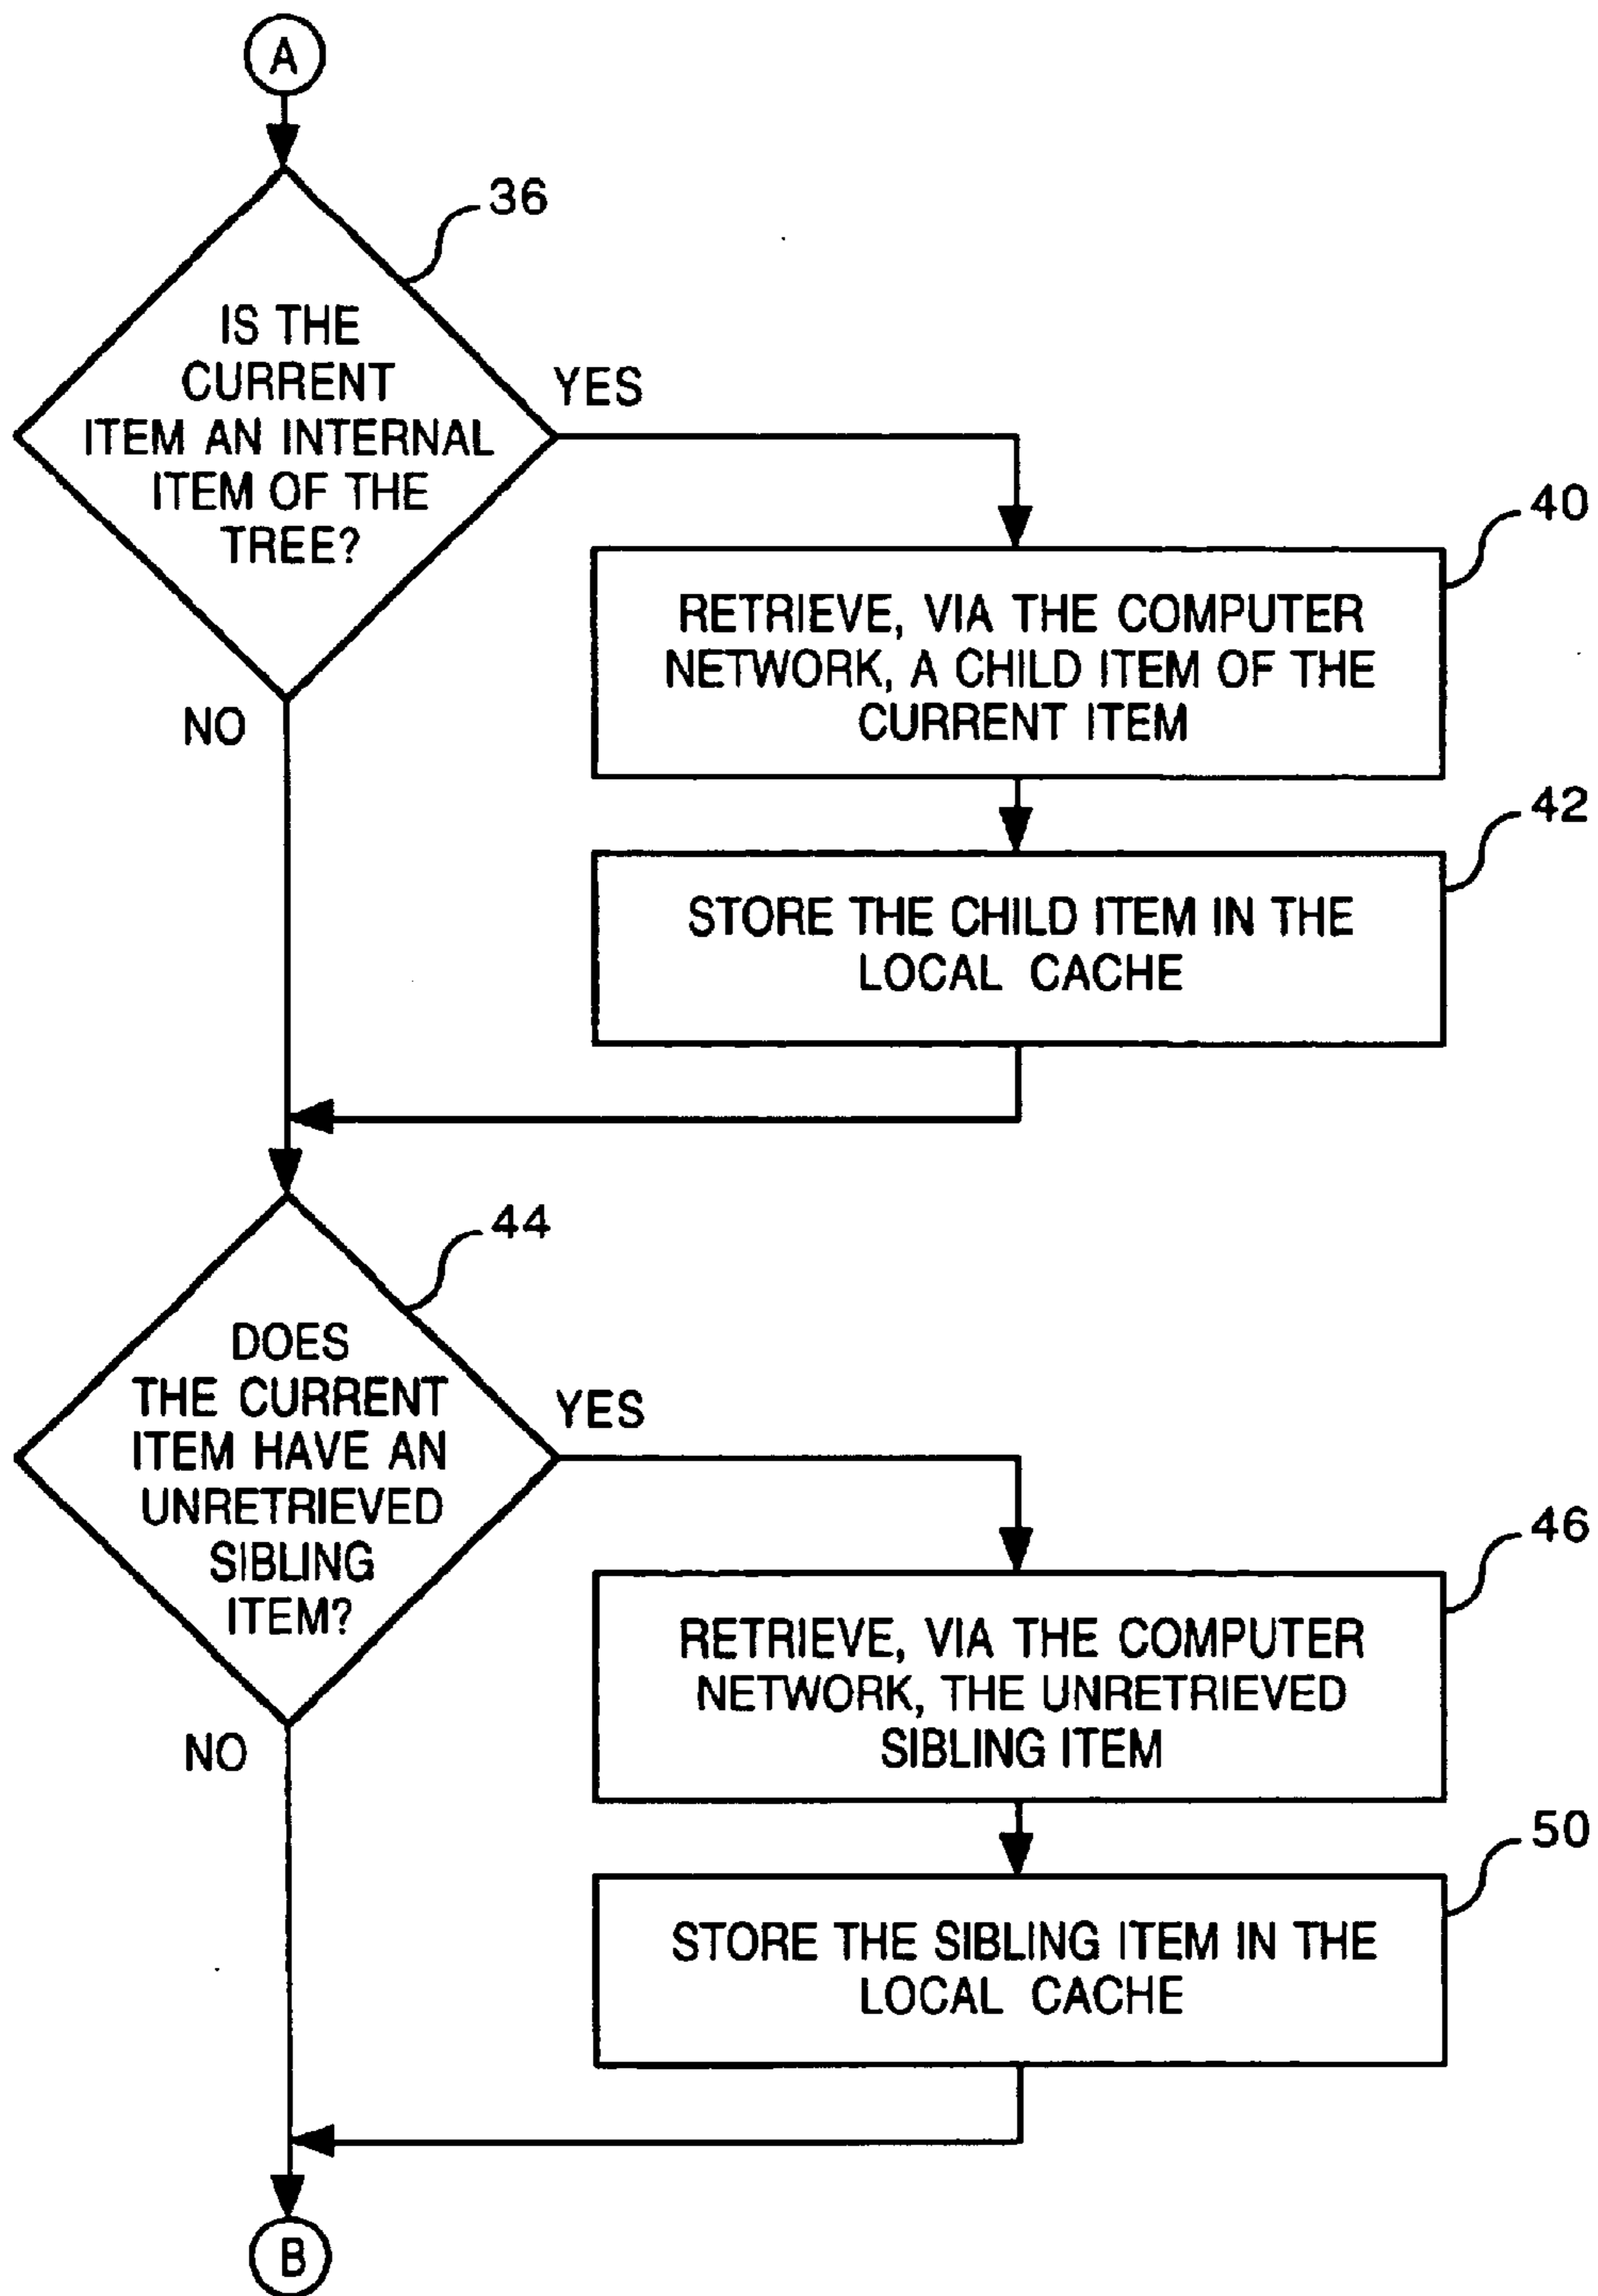 A
36
IS THE
CURRENT
ITEM AN INTERNAL
ITEM OF THE
TREE?
YES
NO
40
RETRIEVE, VIA THE COMPUTER
NETWORK, A CHILD ITEM OF THE
CURRENT ITEM
42
STORE THE CHILD ITEM IN THE
LOCAL CACHE
44
DOES
THE CURRENT
ITEM HAVE AN
UNRETRIEVED
SIBLING
ITEM?
YES
NO
46
RETRIEVE, VIA THE COMPUTER
NETWORK, THE UNRETRIEVED
SIBLING ITEM
50
STORE THE SIBLING ITEM IN THE
LOCAL CACHE
B